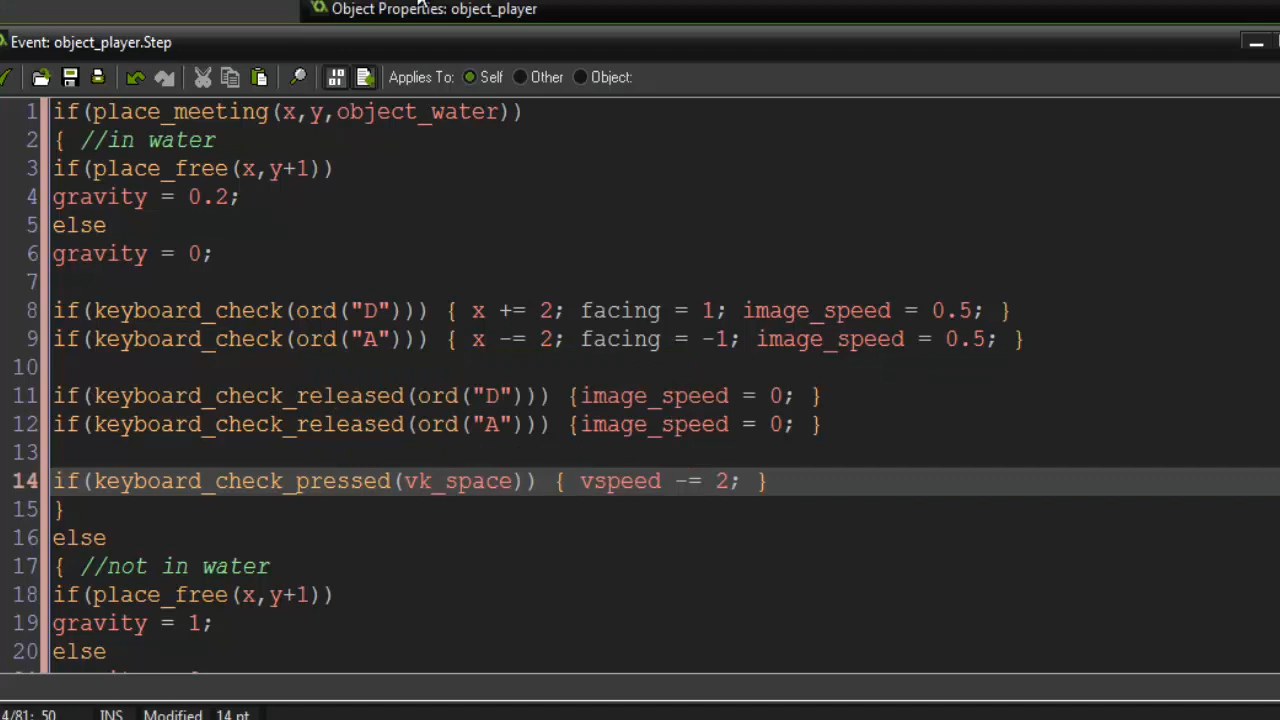 Object Properties: object_player
Event: object_player.Step
Applies To: Self Other Object:
1 if(place_meeting(x,y,object_water))
2 { //in water
3 if(place_free(x,y+1))
4 gravity = 0.2;
5 else
6 gravity = 0;
7
8 if(keyboard_check(ord("D"))) { x += 2; facing = 1; image_speed = 0.5; }
9 if(keyboard_check(ord("A"))) { x -= 2; facing = -1; image_speed = 0.5; }
10
11 if(keyboard_check_released(ord("D"))) {image_speed = 0; }
12 if(keyboard_check_released(ord("A"))) {image_speed = 0; }
13
14 if(keyboard_check_pressed(vk_space)) { vspeed -= 2; }
15 }
16 else
17 { //not in water
18 if(place_free(x,y+1))
19 gravity = 1;
20 else
4/81: 50 INS Modified 14 pt